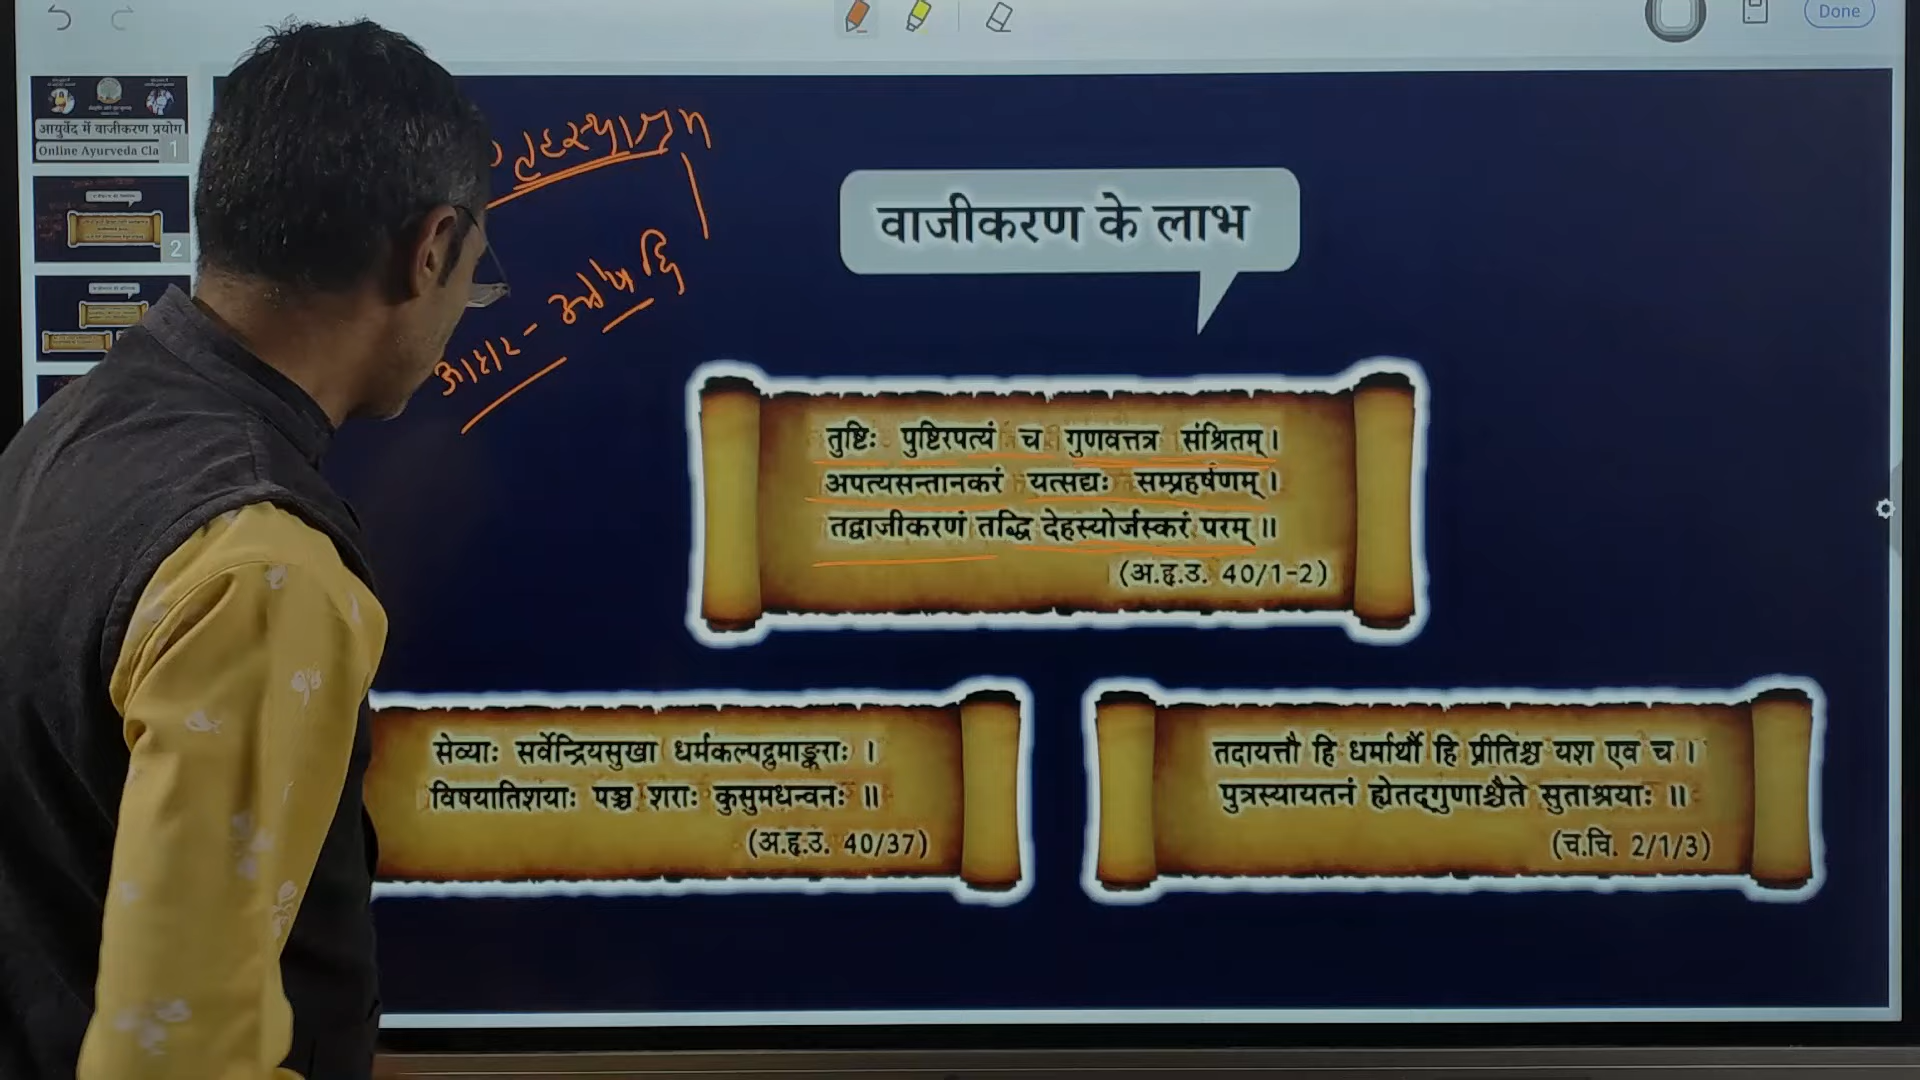 Done
आयुर्वेद में वाजीकरण प्रयोग
Online Ayurveda Cla
1
2
आहार - औषधि
वाजीकरण के लाभ
तुष्टिः पुष्टिरपत्यं च गुणवत्तत्र संश्रितम् ।
अपत्यसन्तानकरं यत्सद्यः सम्प्रहर्षणम् ।
तद्वाजीकरणं तद्धि देहस्योर्जस्करं परम् ॥
(अ.हृ.उ. 40/1-2)
सेव्याः सर्वेन्द्रियसुखा धर्मकल्पद्रुमाङ्कुराः ।
विषयातिशयाः पञ्च शराः कुसुमधन्वनः ॥
(अ.हृ.उ. 40/37)
तदायत्तौ हि धर्मार्थौ हि प्रीतिश्च यश एव च ।
पुत्रस्यायतनं ह्येतद्गुणाश्चैते सुताश्रयाः ॥
(च.चि. 2/1/3)